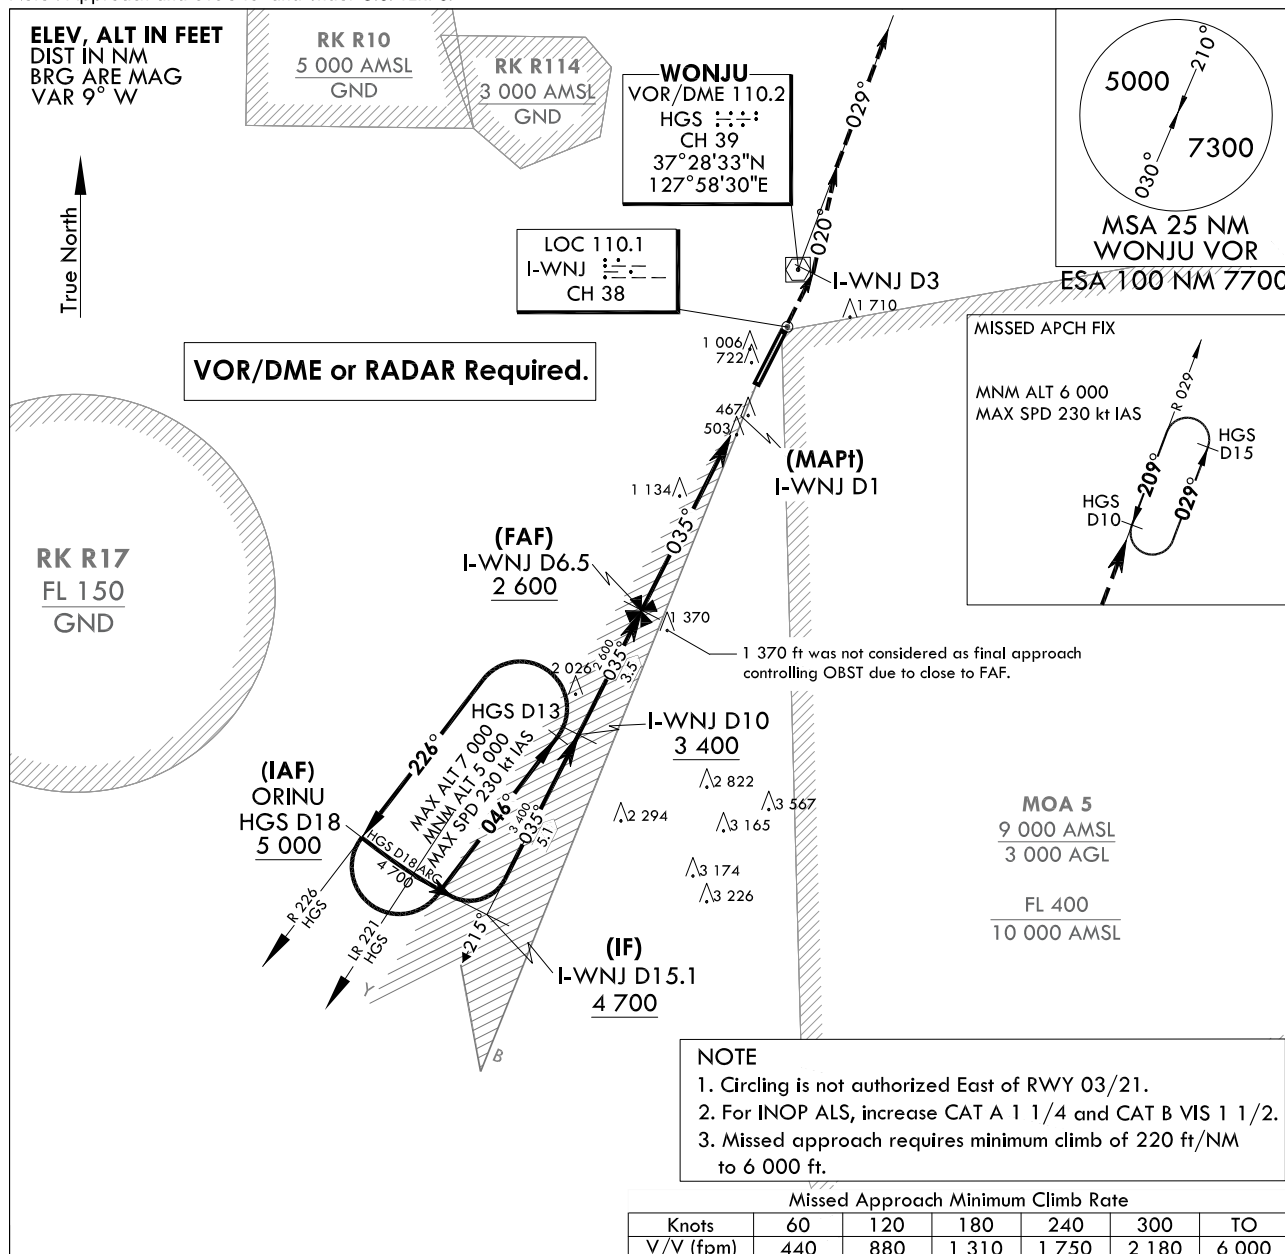 ELEV, ALT IN FEET
DIST IN NM
BRG ARE MAG
VAR 9° W
True North
RK R10
5 000 AMSL
GND
RK R114
3 000 AMSL
GND
WONJU
VOR/DME 110.2
HGS
CH 39
37°28'33"N
127°58'30"E
029°
020°
5000
210°
7300
030°
MSA 25 NM
WONJU VOR
ESA 100 NM 7700
LOC 110.1
I-WNJ
CH 38
I-WNJ D3
1 710
1 006
722
VOR/DME or RADAR Required.
MISSED APCH FIX
MNM ALT 6 000
MAX SPD 230 kt IAS
R 029
HGS
D15
209°
029°
HGS
D10
467
503
(MAPt)
I-WNJ D1
1 134
035°
(FAF)
I-WNJ D6.5
2 600
RK R17
FL 150
GND
1 370
1 370 ft was not considered as final approach
controlling OBST due to close to FAF.
2 026
2 600
035°
3.5
HGS D13
I-WNJ D10
3 400
226°
MAX ALT 7 000
MNM ALT 5 000
MAX SPD 230 kt IAS
046°
3 400
035°
5.1
(IAF)
ORINU
HGS D18
5 000
HGS D18 ARC
4 700
2 822
2 294
3 567
3 165
3 174
3 226
MOA 5
9 000 AMSL
3 000 AGL
FL 400
10 000 AMSL
R 226
HGS
LR 221
HGS
215°
(IF)
I-WNJ D15.1
4 700
Y
B
NOTE
1. Circling is not authorized East of RWY 03/21.
2. For INOP ALS, increase CAT A 1 1/4 and CAT B VIS 1 1/2.
3. Missed approach requires minimum climb of 220 ft/NM
to 6 000 ft.
Missed Approach Minimum Climb Rate
Knots 60 120 180 240 300 TO
V/V (fpm) 440 880 1 310 1 750 2 180 6 000